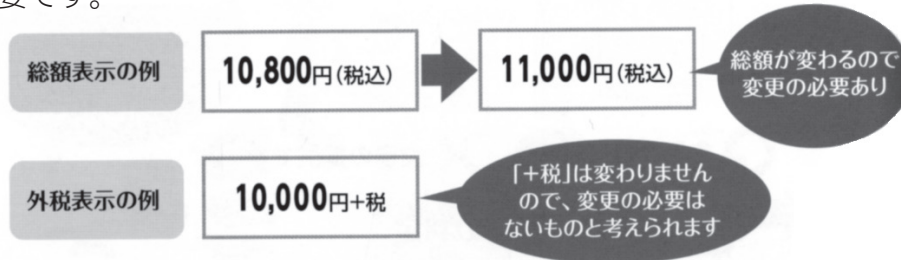 要です。
総額表示の例
10,800円(税込)
11,000円(税込)
総額が変わるので
変更の必要あり
外税表示の例
10,000円+税
「+税」は変わりません
ので、変更の必要は
ないものと考えられます